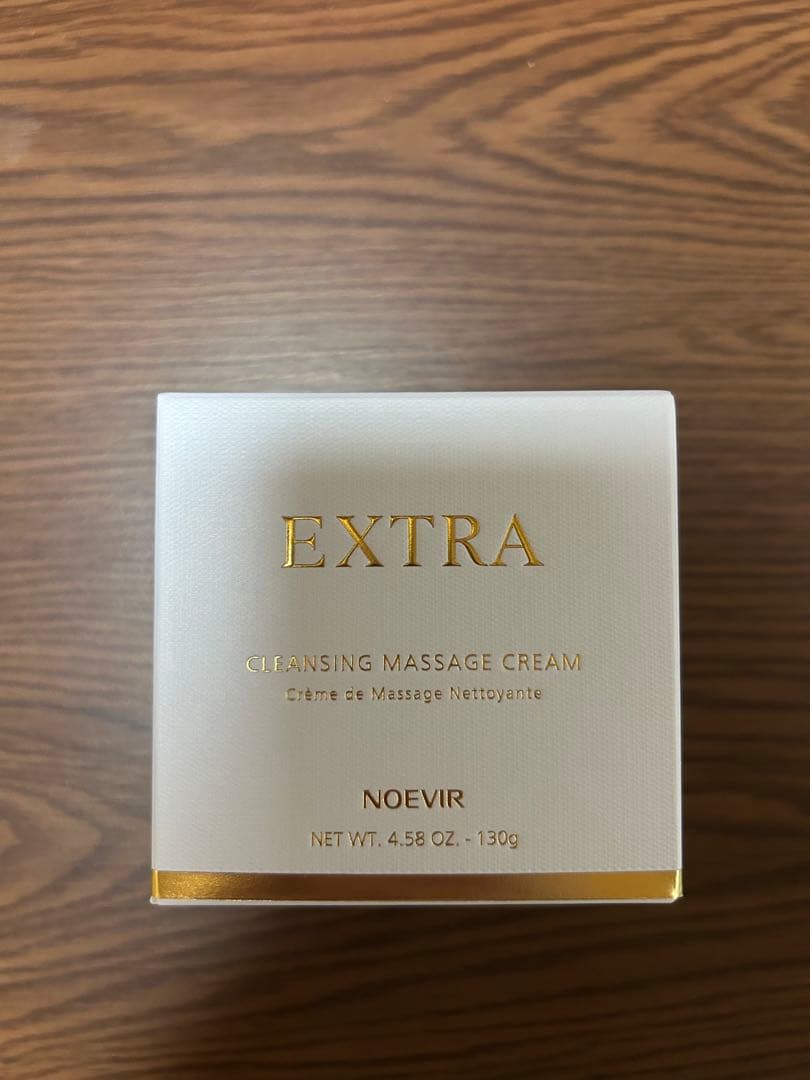 EXTRA
CLEANSING MASSAGE CREAM
Crème de Massage Nettoyante
NOEVIR
NET WT. 4.58 OZ. - 130g